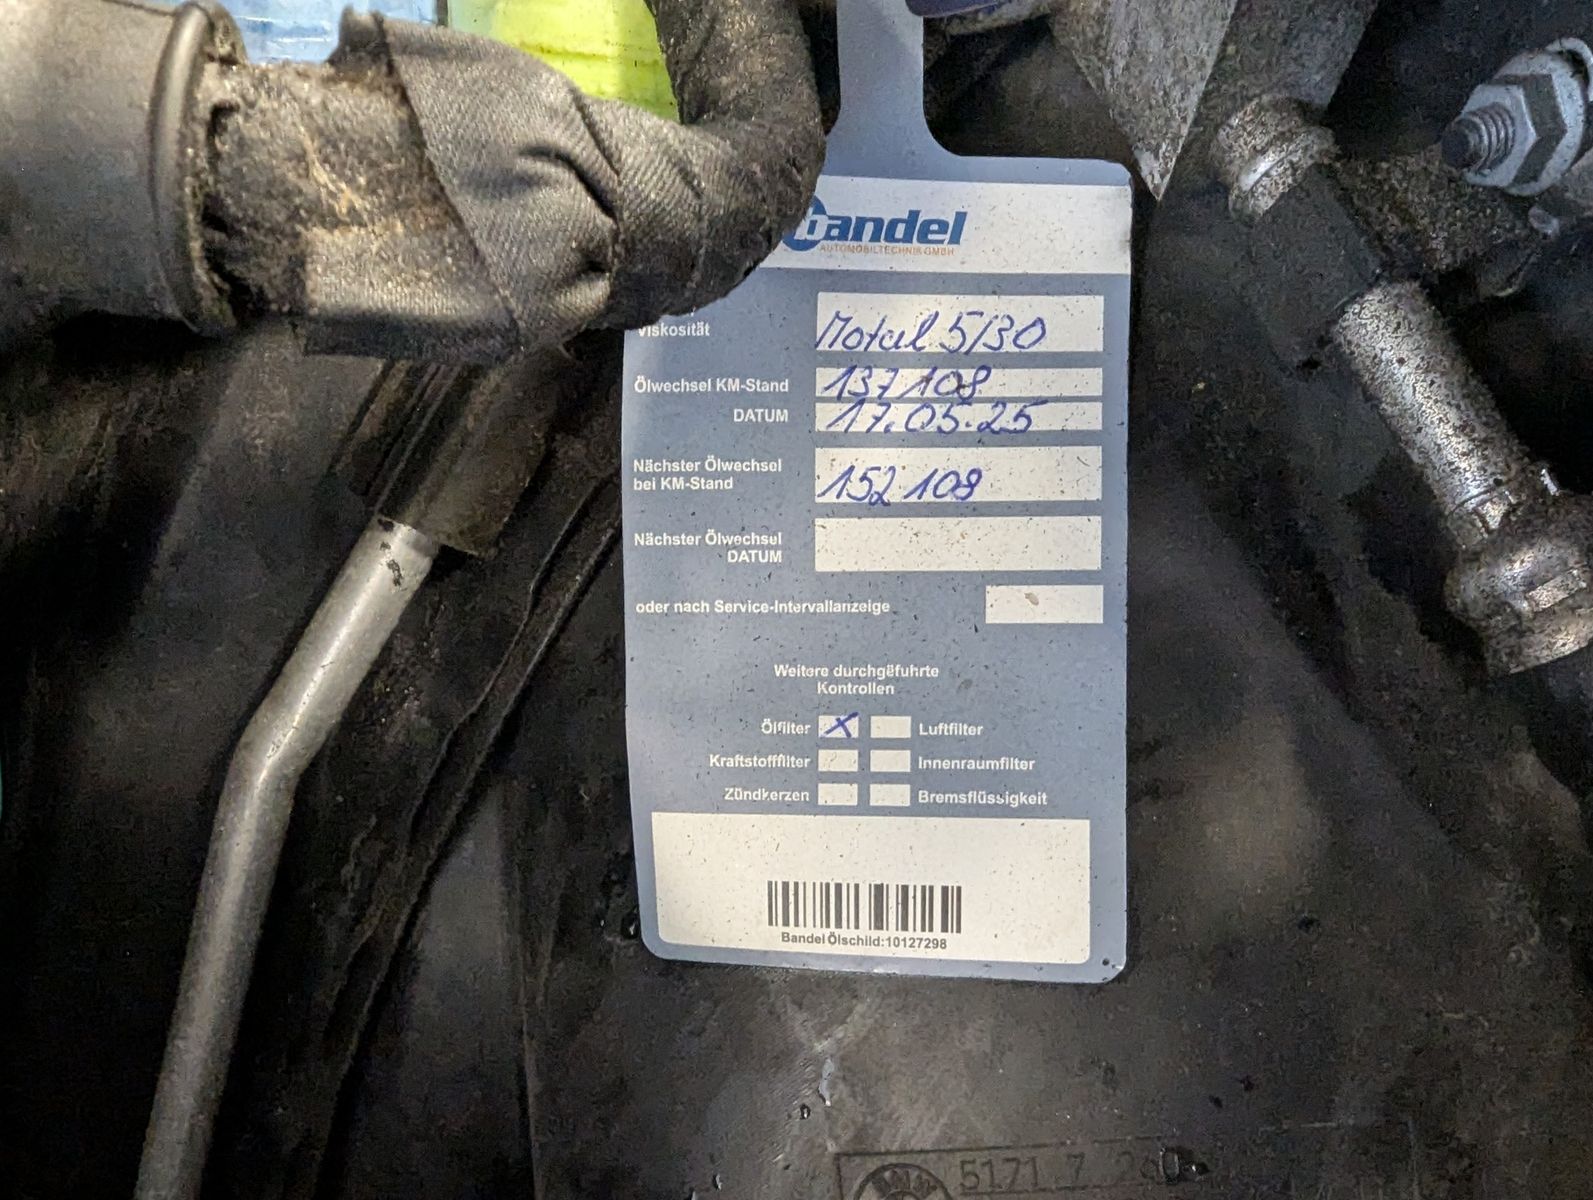 bandel
AUTOMOBILTECHNIK GMBH
Viskosität
Motul 5/30
Ölwechsel KM-Stand 137108
DATUM 17.05.25
Nächster Ölwechsel
bei KM-Stand
152108
Nächster Ölwechsel
DATUM
oder nach Service-Intervallanzeige
Weitere durchgeführte
Kontrollen
Ölfilter X Luftfilter
Kraftstofffilter Innenraumfilter
Zündkerzen Bremsflüssigkeit
Bandel Ölschild:10127298
5171 7